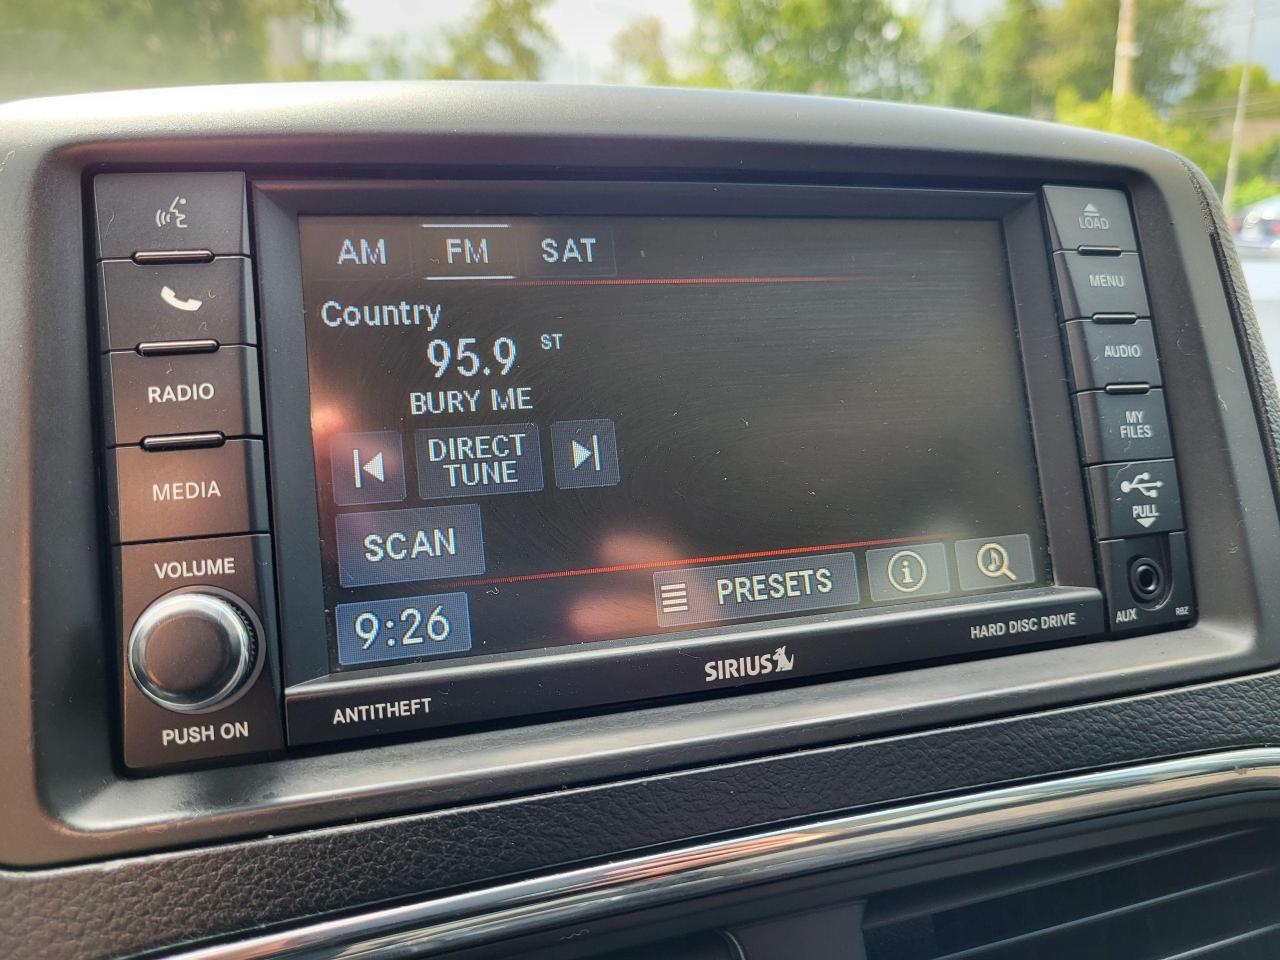 AM FM SAT
Country
95.9 ST
BURY ME
DIRECT
TUNE
SCAN
9:26
PRESETS
RADIO
MEDIA
VOLUME
PUSH ON
LOAD
MENU
AUDIO
MY
FILES
PULL
AUX
RBZ
ANTITHEFT
SIRIUS
HARD DISC DRIVE